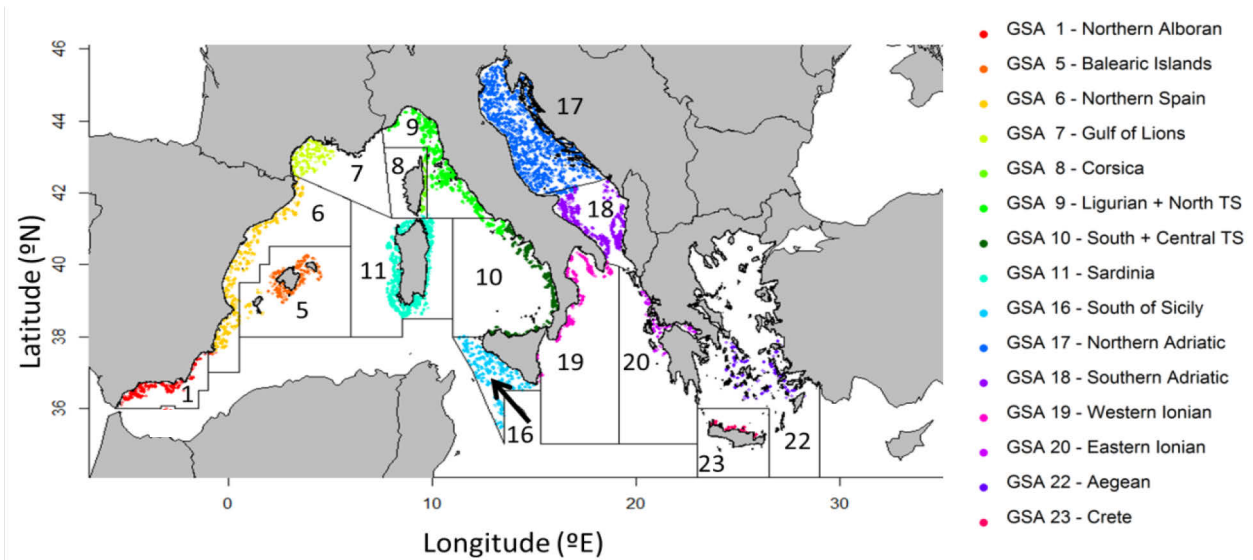 46
44
42
40
38
36
Latitude (ºN)
0
10
20
30
Longitude (ºE)
17
9
8
7
6
18
11
10
5
19
20
1
16
22
23
GSA 1 - Northern Alboran
GSA 5 - Balearic Islands
GSA 6 - Northern Spain
GSA 7 - Gulf of Lions
GSA 8 - Corsica
GSA 9 - Ligurian + North TS
GSA 10 - South + Central TS
GSA 11 - Sardinia
GSA 16 - South of Sicily
GSA 17 - Northern Adriatic
GSA 18 - Southern Adriatic
GSA 19 - Western Ionian
GSA 20 - Eastern Ionian
GSA 22 - Aegean
GSA 23 - Crete